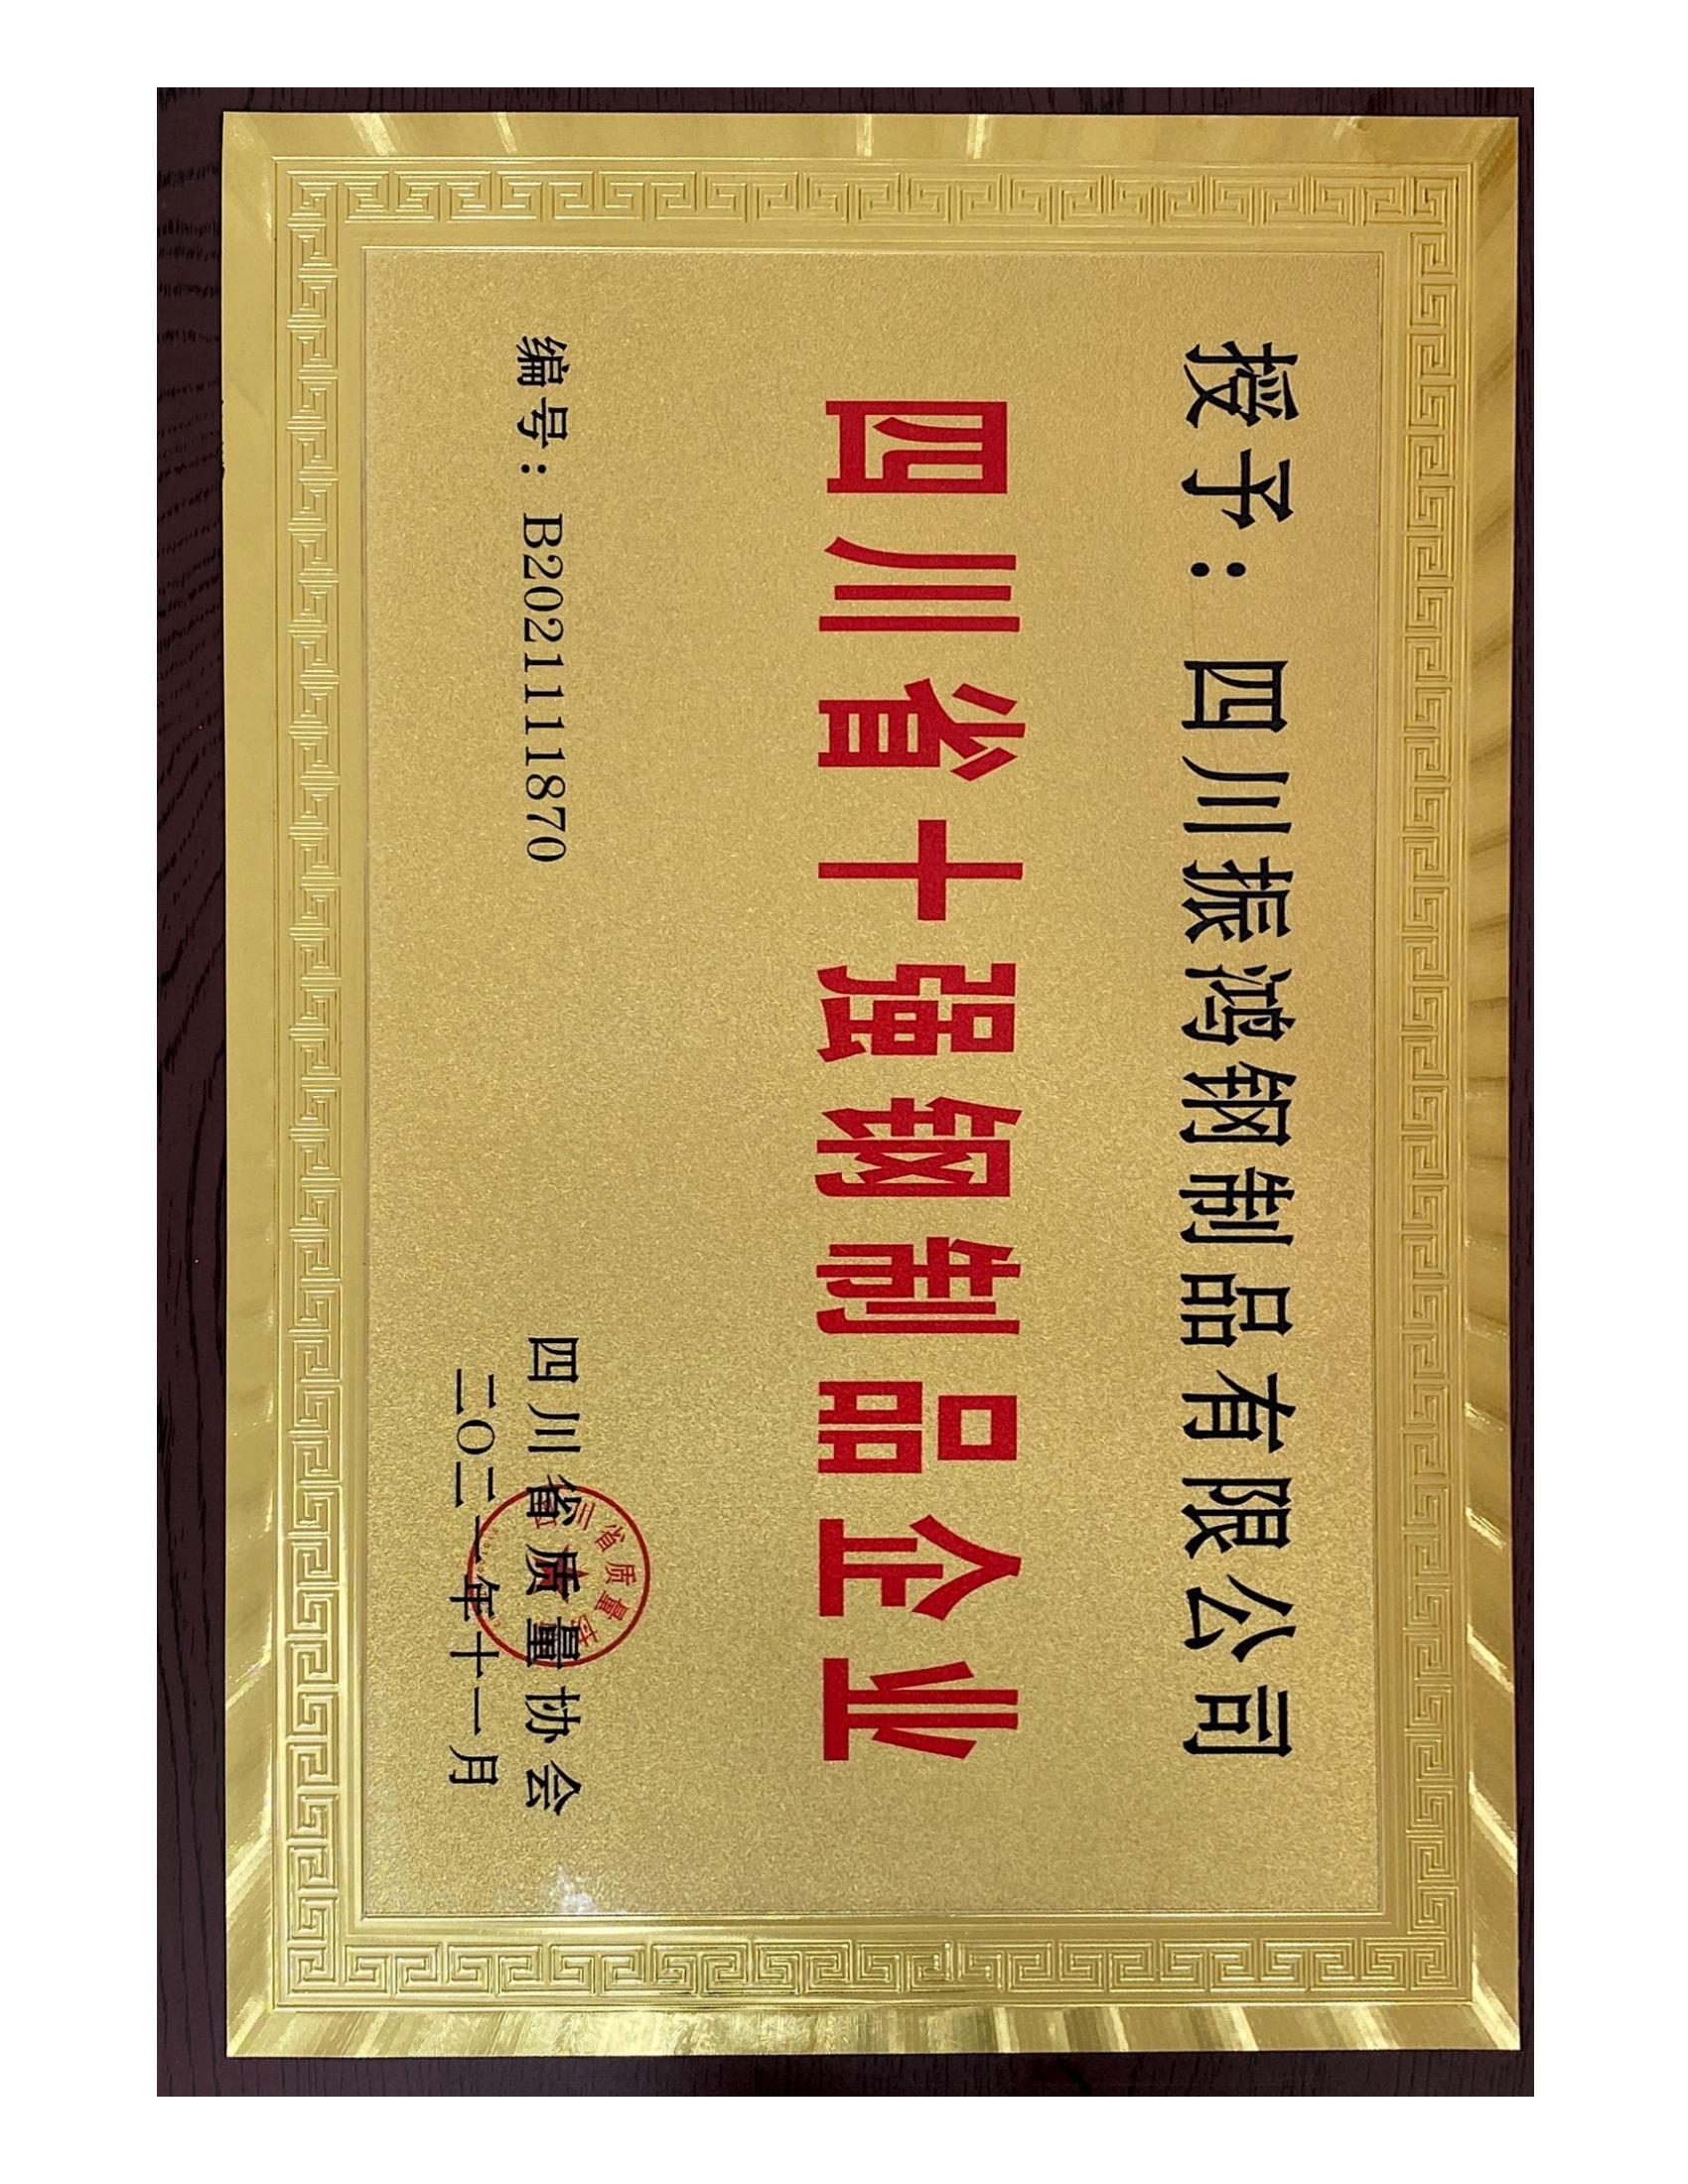 授予：四川振鸿钢制品有限公司
四川省十强钢制品企业
编号：B2021111870
四川省质量协会
二〇二一年十一月